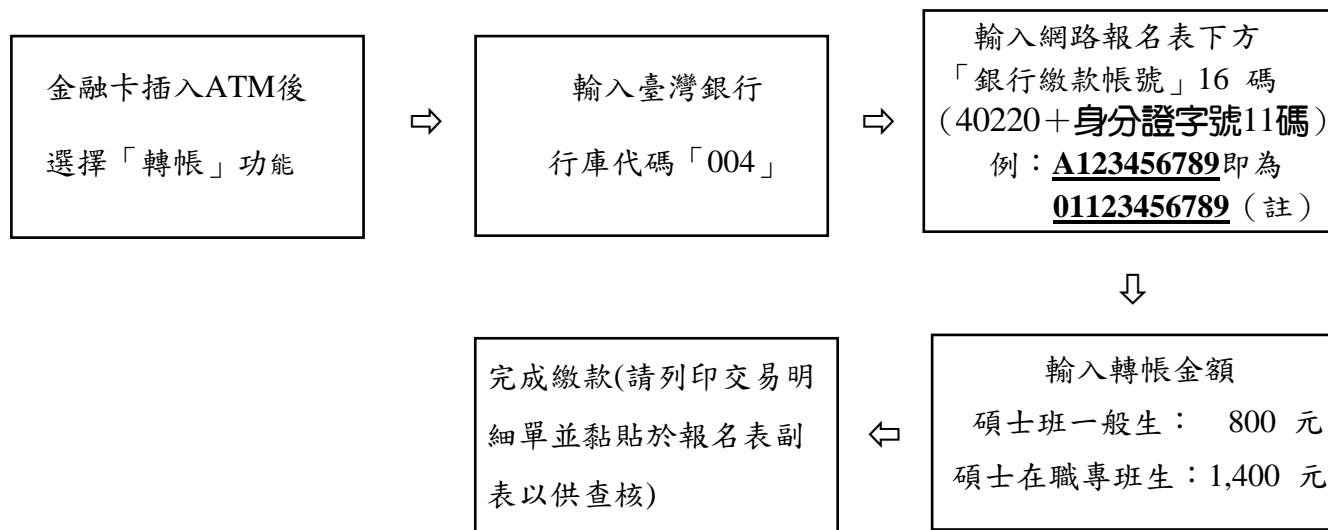 金融卡插入ATM後
選擇「轉帳」功能
⇨
輸入臺灣銀行
行庫代碼「004」
⇨
輸入網路報名表下方
「銀行繳款帳號」16 碼
（40220＋身分證字號11碼）
例：A123456789即為
01123456789（註）
⇩
輸入轉帳金額
碩士班一般生： 800 元
碩士在職專班生：1,400 元
⇦
完成繳款(請列印交易明
細單並黏貼於報名表副
表以供查核)